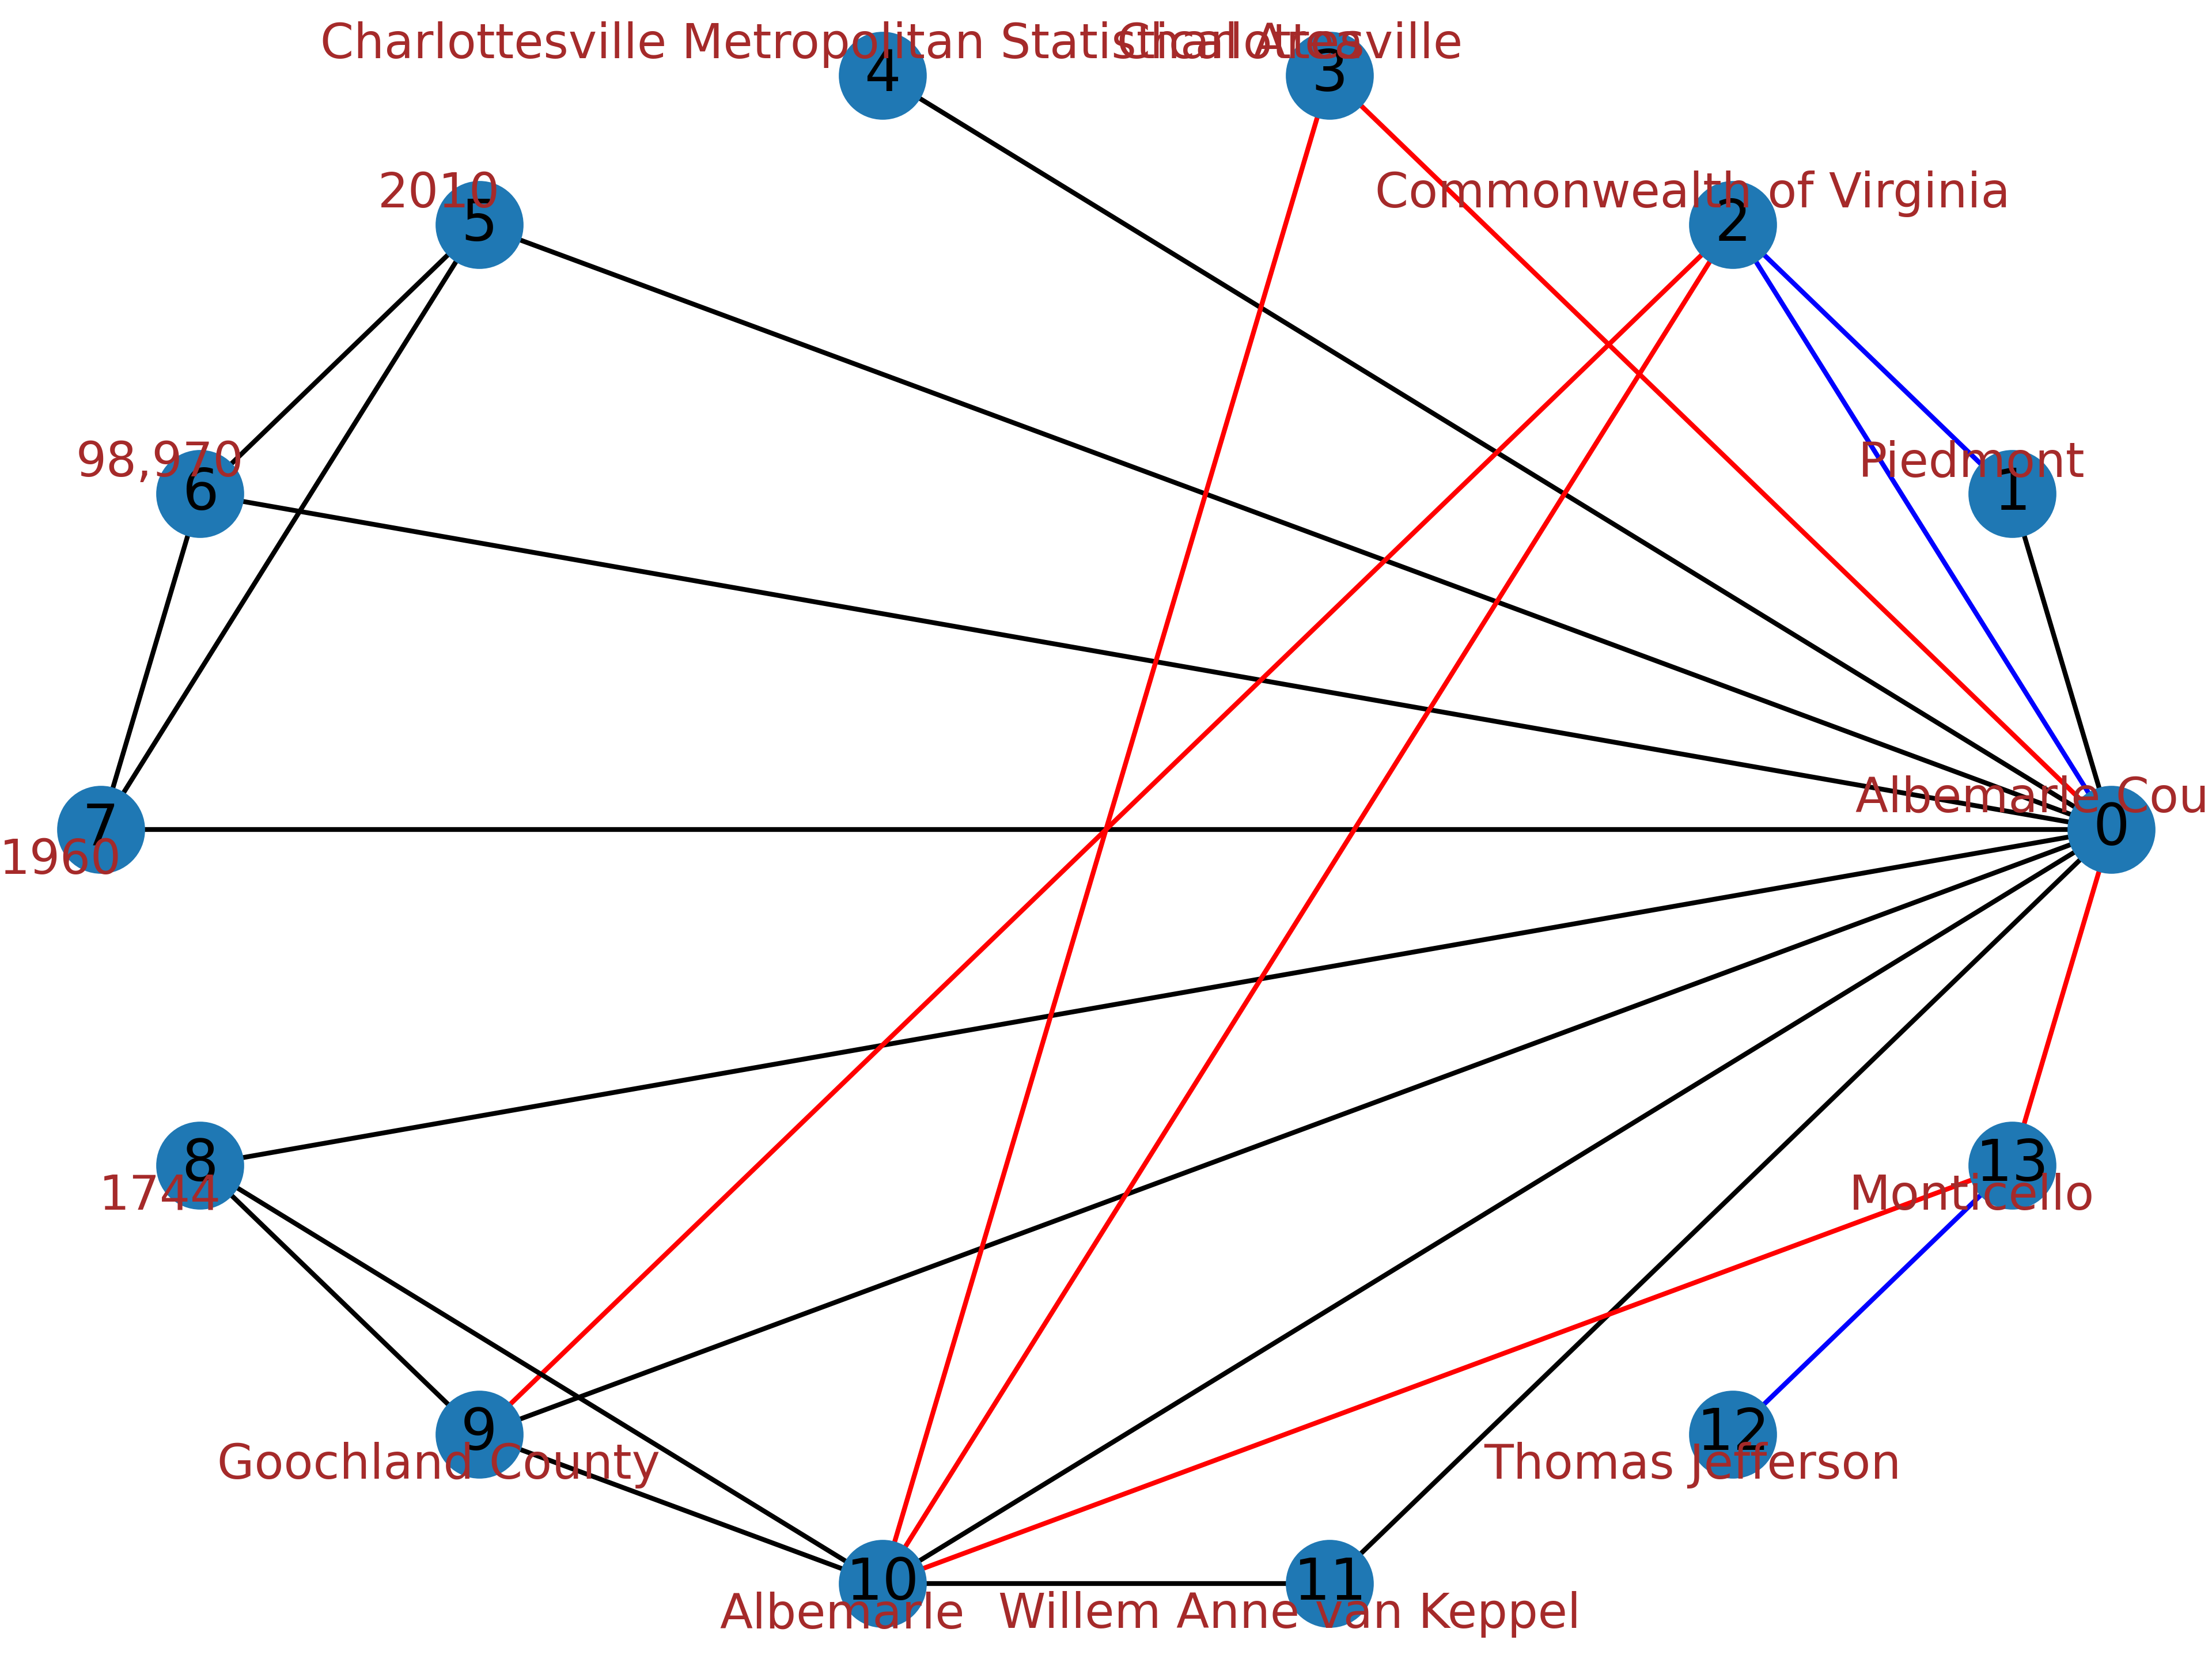 Charlottesville Metropolitan Statistical Area
Charlottesville
4
3
2010
5
Commonwealth of Virginia
2
98,970
6
Piedmont
1
Albemarle Cou
0
7
1960
8
1744
13
Monticello
9
Goochland County
12
Thomas Jefferson
10
Albemarle
11
Willem Anne van Keppel